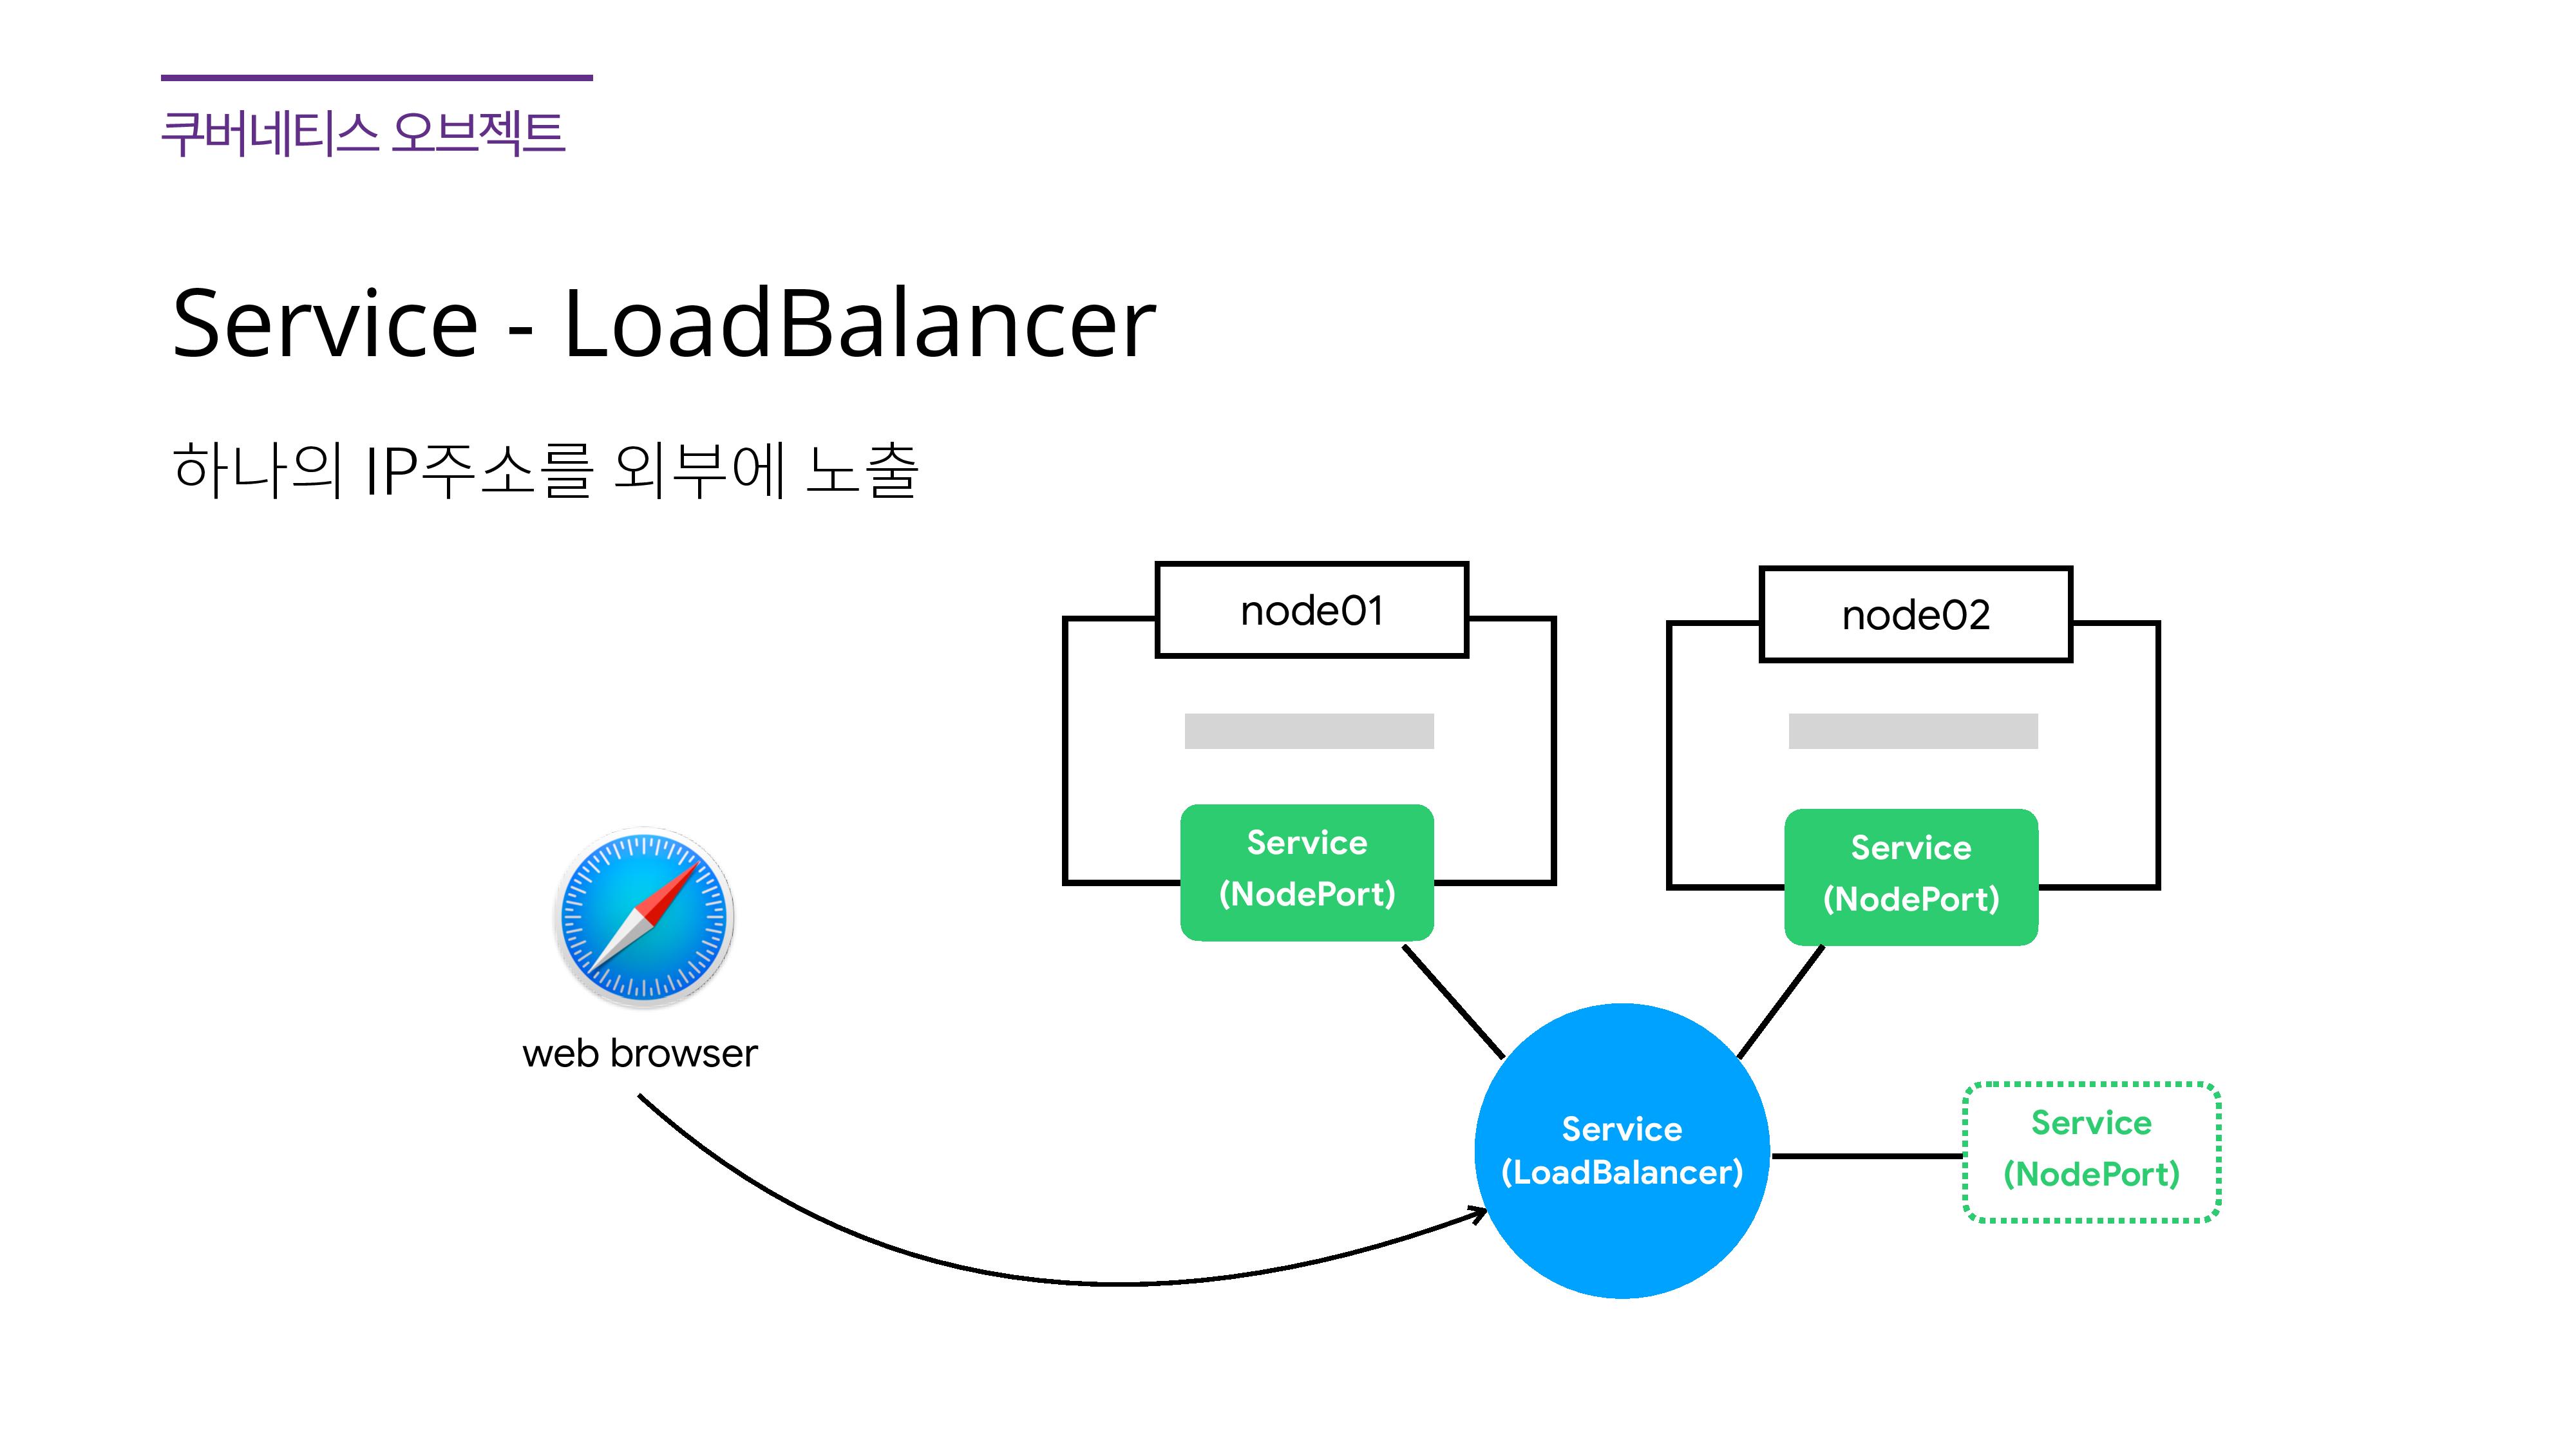 쿠버네티스 오브젝트
Service - LoadBalancer
하나의 IP주소를 외부에 노출
node01
node02
Service
(NodePort)
Service
(NodePort)
web browser
Service
(LoadBalancer)
Service
(NodePort)